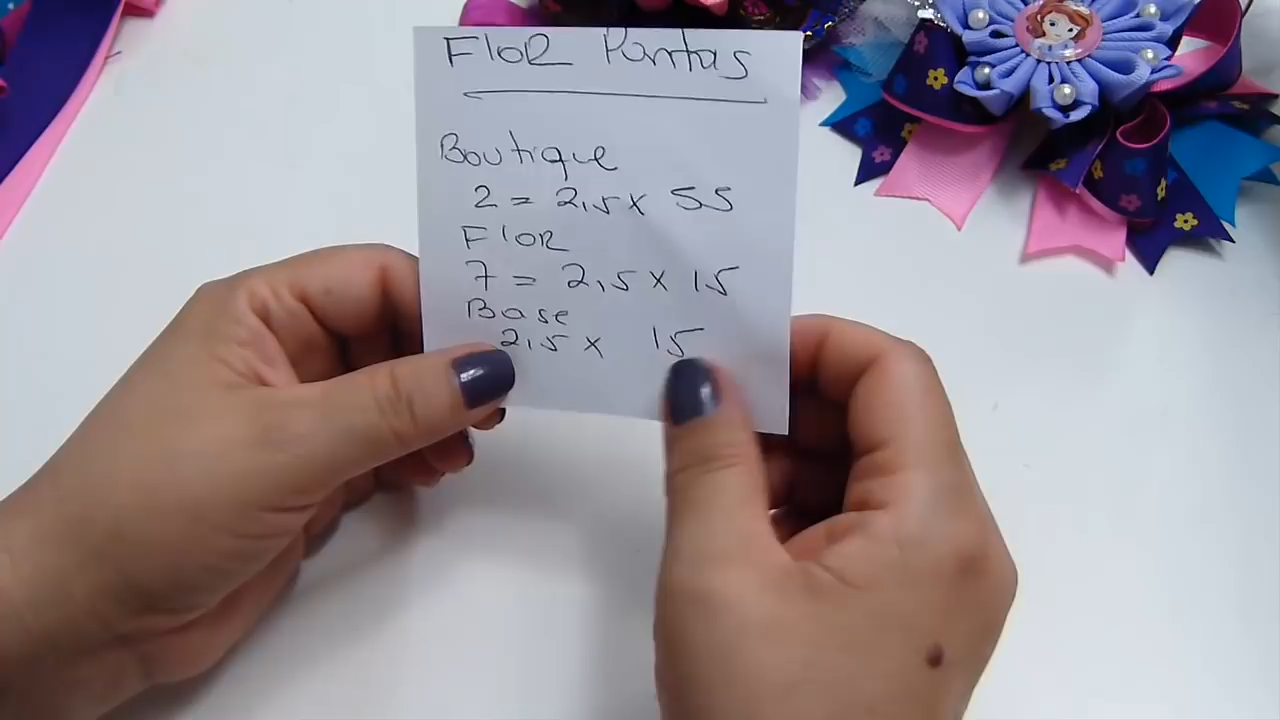 FlOR Puntas
Boutique
2 = 2,5 x 55
FlOR
7 = 2,5 x 15
Base
2,5 x 15